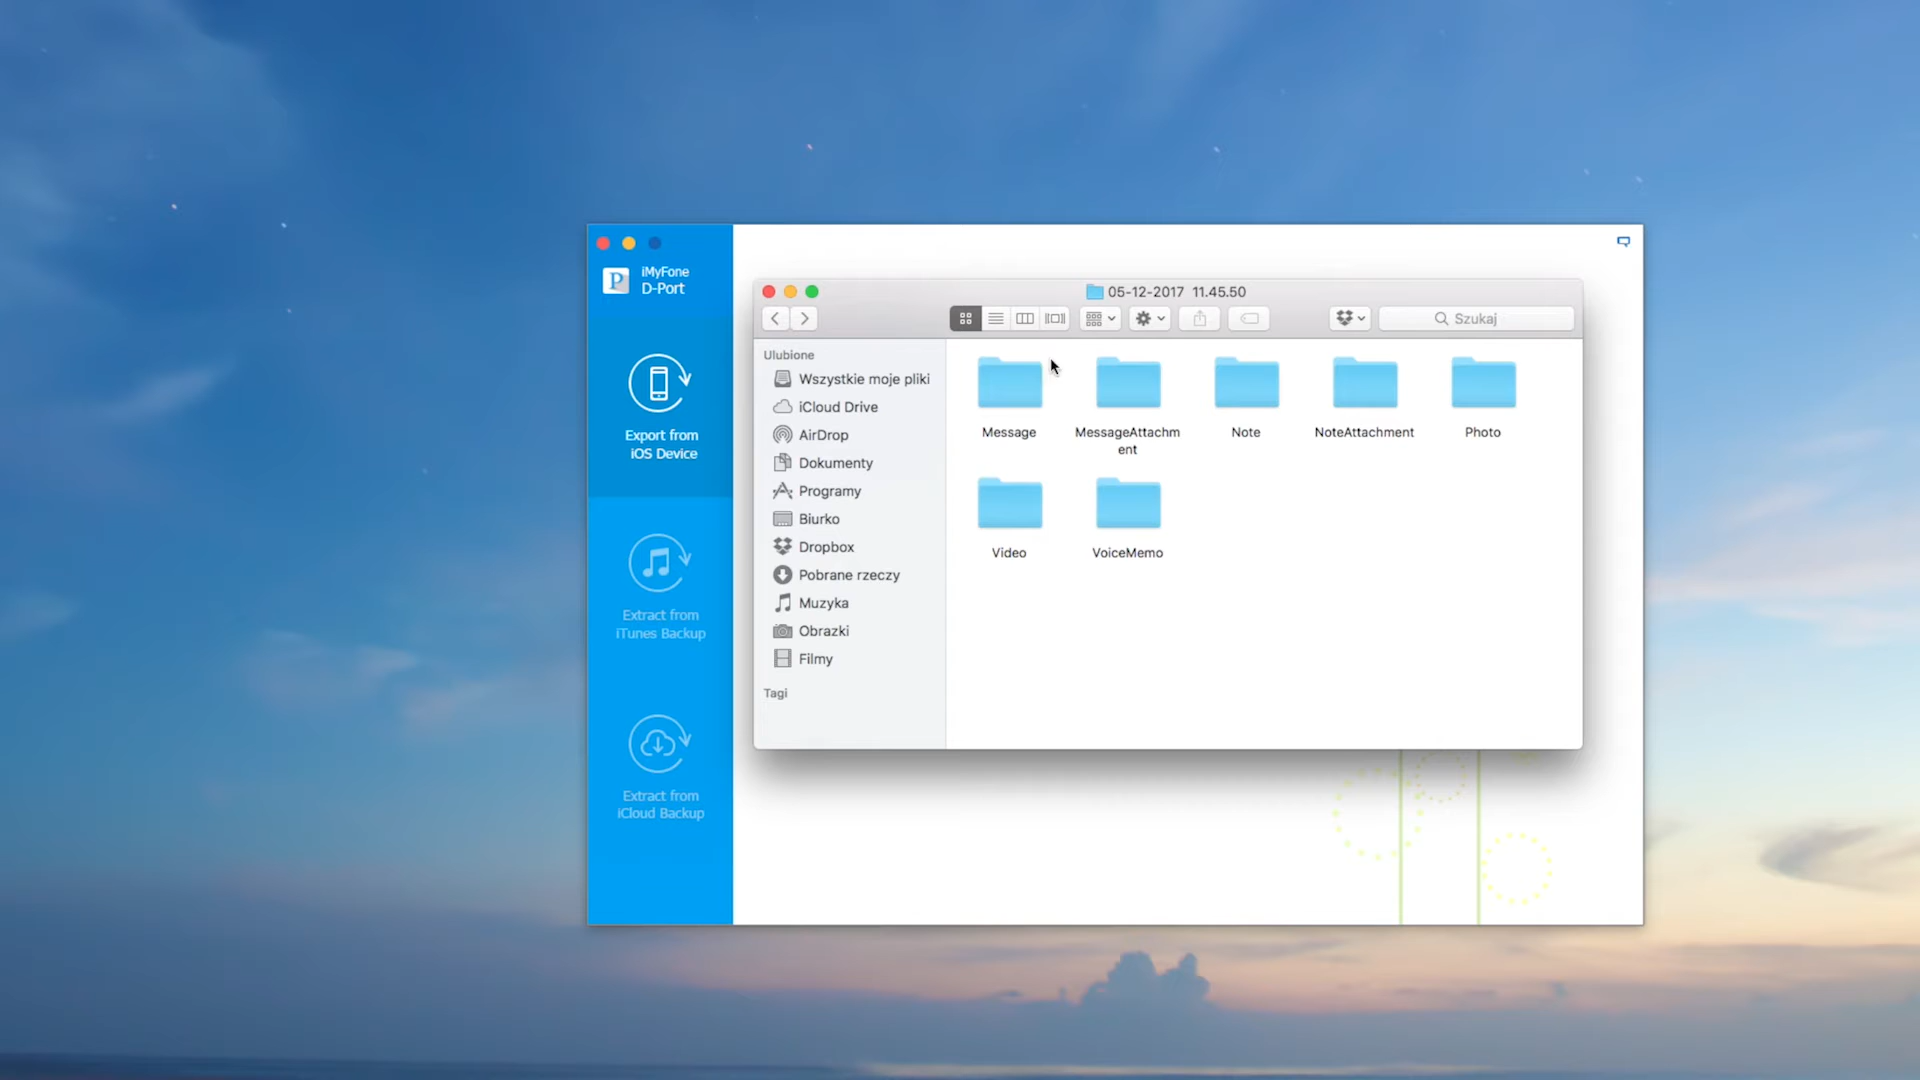 iMyFone
D-Port
Export from
iOS Device
Extract from
iTunes Backup
Extract from
iCloud Backup
05-12-2017 11.45.50
Szukaj
Ulubione
Wszystkie moje pliki
iCloud Drive
AirDrop
Dokumenty
Programy
Biurko
Dropbox
Pobrane rzeczy
Muzyka
Obrazki
Filmy
Tagi
Message
MessageAttachm
ent
Note
NoteAttachment
Photo
Video
VoiceMemo